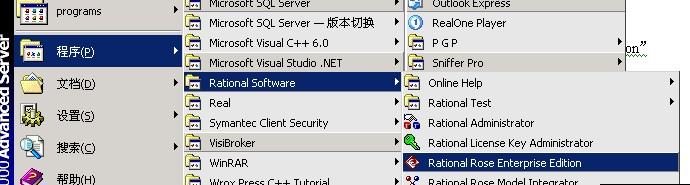 000 Advanced Server
programs
程序(P)
文档(D)
设置(S)
搜索(C)
帮助(H)
Microsoft SQL Server
Microsoft SQL Server — 版本切换
Microsoft Visual C++ 6.0
Microsoft Visual Studio .NET
Rational Software
Real
Symantec Client Security
VisiBroker
WinRAR
Wrox Press C++ Tutorial
Outlook Express
RealOne Player
P G P
Sniffer Pro
Online Help
Rational Test
Rational Administrator
Rational License Key Administrator
Rational Rose Enterprise Edition
Rational Rose Model Integrator
on”